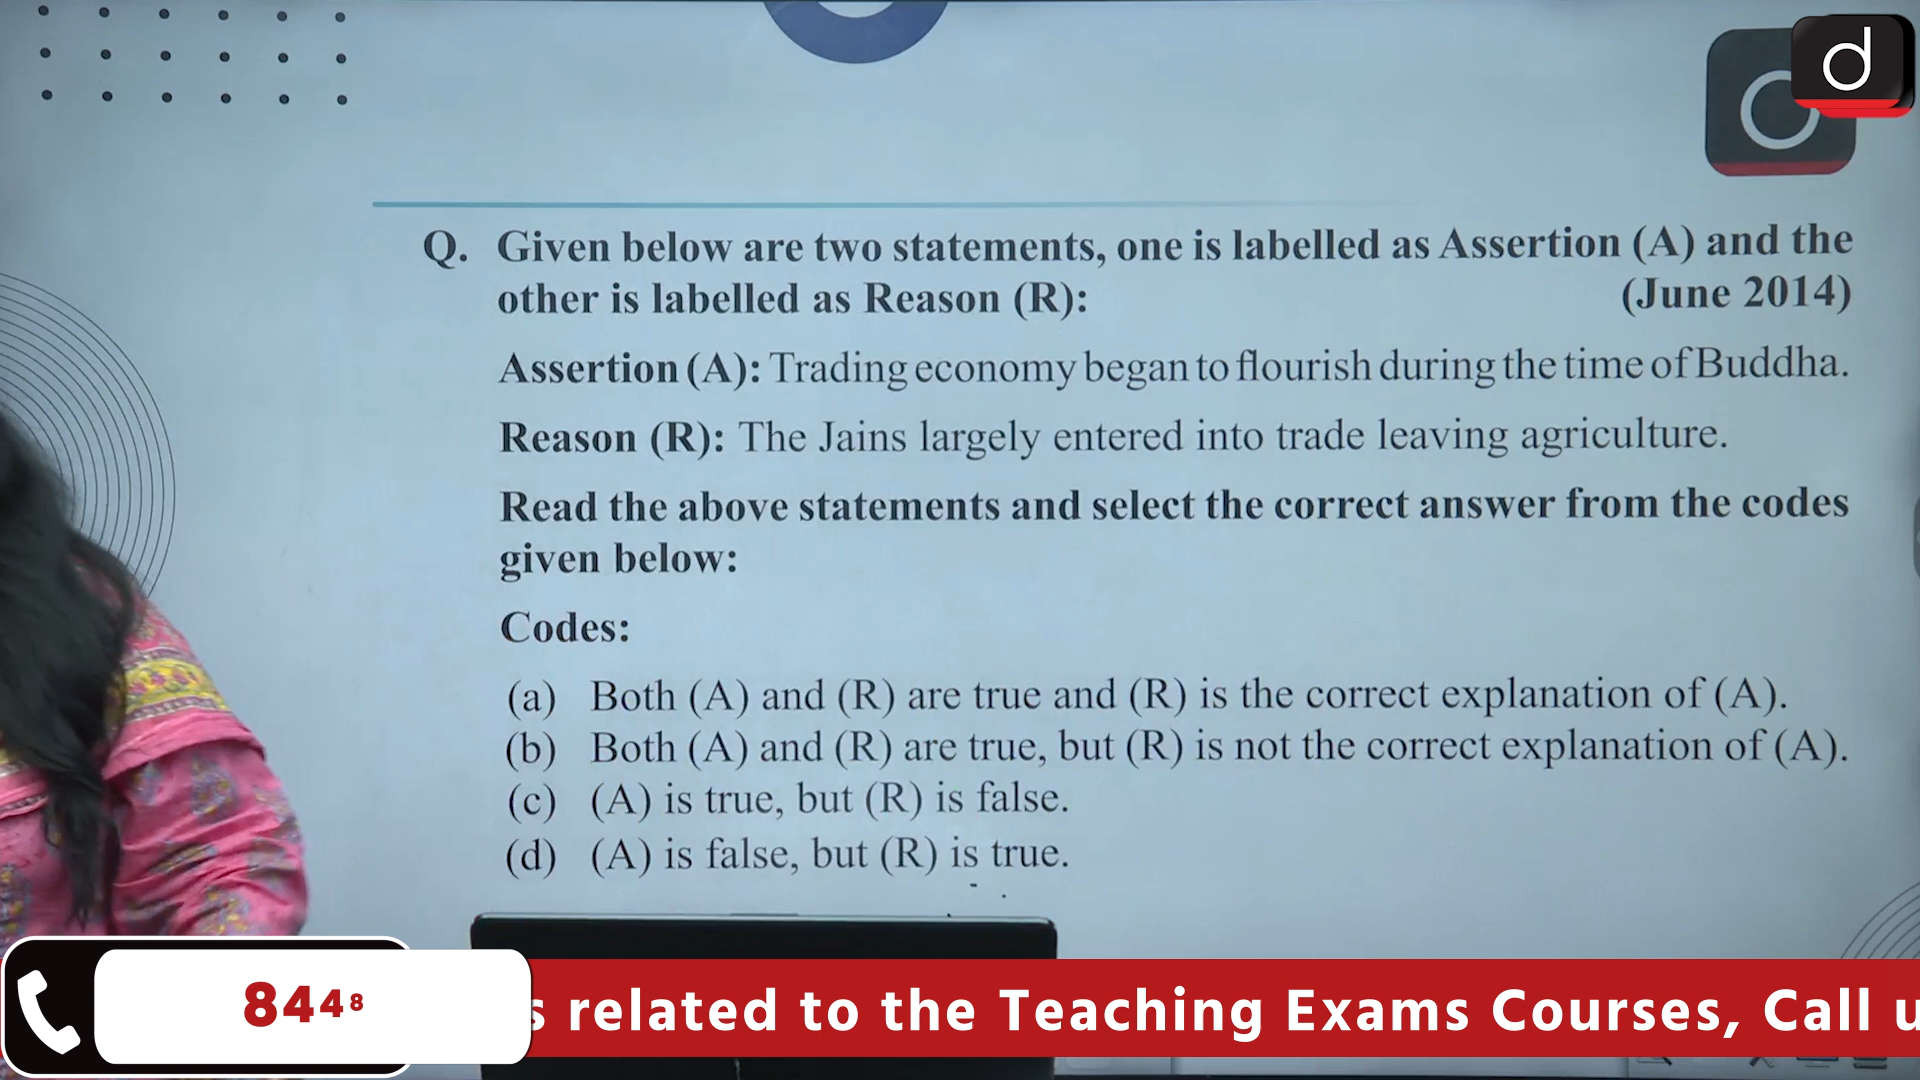 d
Q. Given below are two statements, one is labelled as Assertion (A) and the
other is labelled as Reason (R): (June 2014)
Assertion (A): Trading economy began to flourish during the time of Buddha.
Reason (R): The Jains largely entered into trade leaving agriculture.
Read the above statements and select the correct answer from the codes
given below:
Codes:
(a) Both (A) and (R) are true and (R) is the correct explanation of (A).
(b) Both (A) and (R) are true, but (R) is not the correct explanation of (A).
(c) (A) is true, but (R) is false.
(d) (A) is false, but (R) is true.
8448
s related to the Teaching Exams Courses, Call u